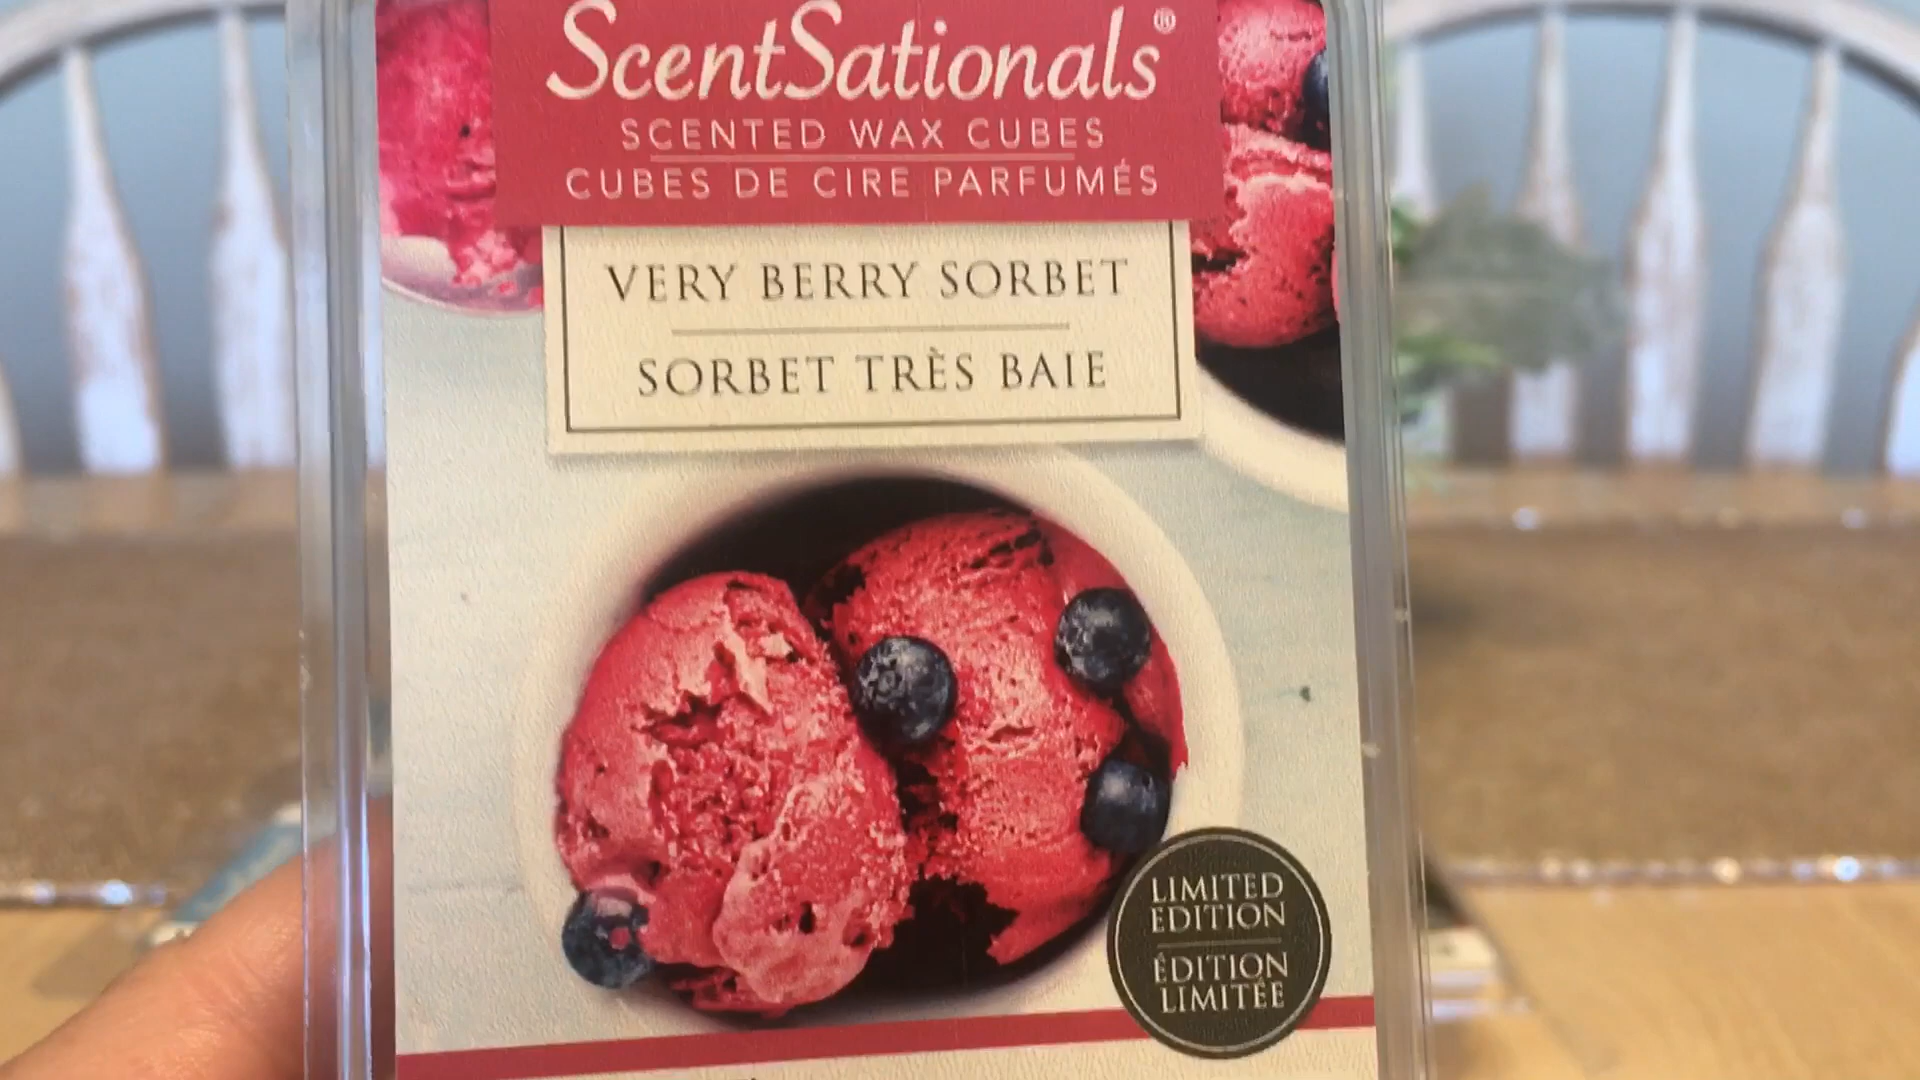 ScentSationals®
SCENTED WAX CUBES
CUBES DE CIRE PARFUMÉS
VERY BERRY SORBET
SORBET TRÈS BAIE
LIMITED
EDITION
ÉDITION
LIMITÉE